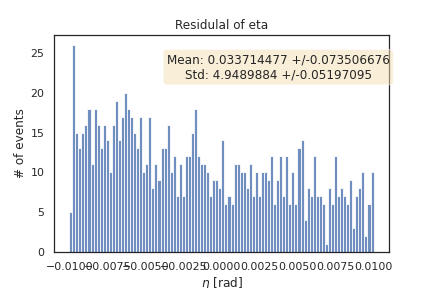 Residulal of eta
Mean: 0.033714477 +/-0.073506676
Std: 4.9489884 +/-0.05197095
# of events
25
20
15
10
5
0
−0.0100 −0.0075 −0.0050 −0.0025 0.0000 0.0025 0.0050 0.0075 0.0100
η [rad]